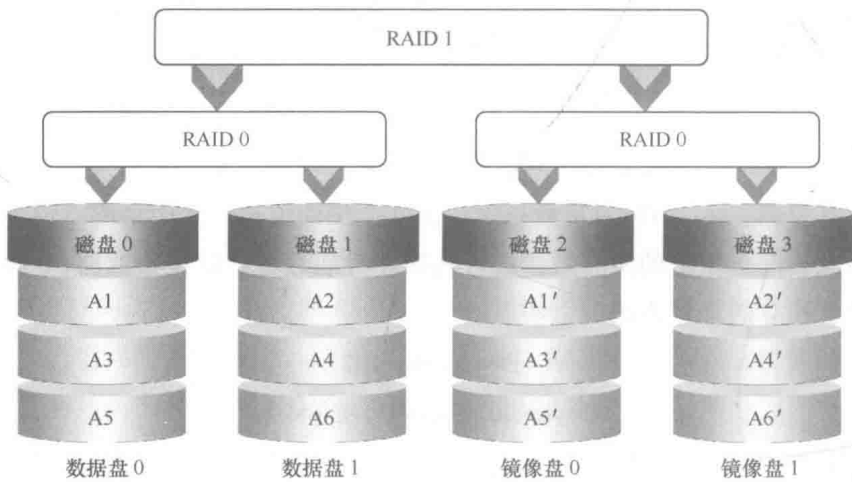 RAID 1
RAID 0
RAID 0
磁盘0
磁盘1
磁盘2
磁盘3
A1
A2
A1′
A2′
A3
A4
A3′
A4′
A5
A6
A5′
A6′
数据盘0
数据盘1
镜像盘0
镜像盘1